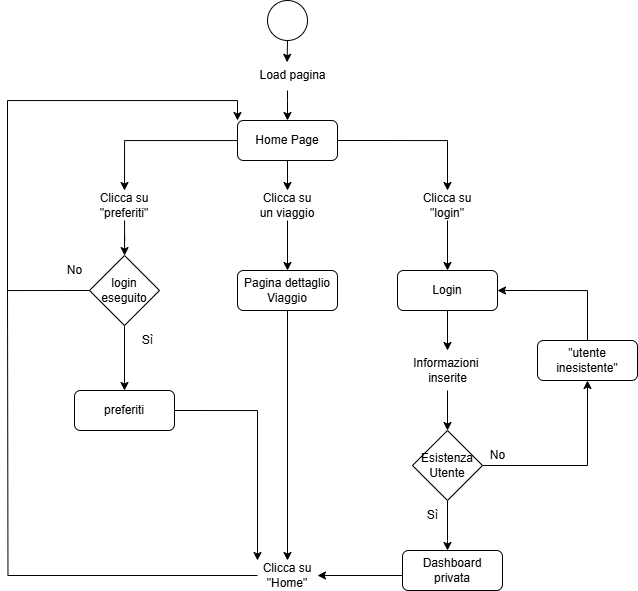 Load pagina
Home Page
Clicca su
"preferiti"
Clicca su
un viaggio
Clicca su
"login"
No
login
eseguito
Pagina dettaglio
Viaggio
Login
Sì
Informazioni
inserite
"utente
inesistente"
preferiti
Esistenza
Utente
No
Sì
Clicca su
"Home"
Dashboard
privata